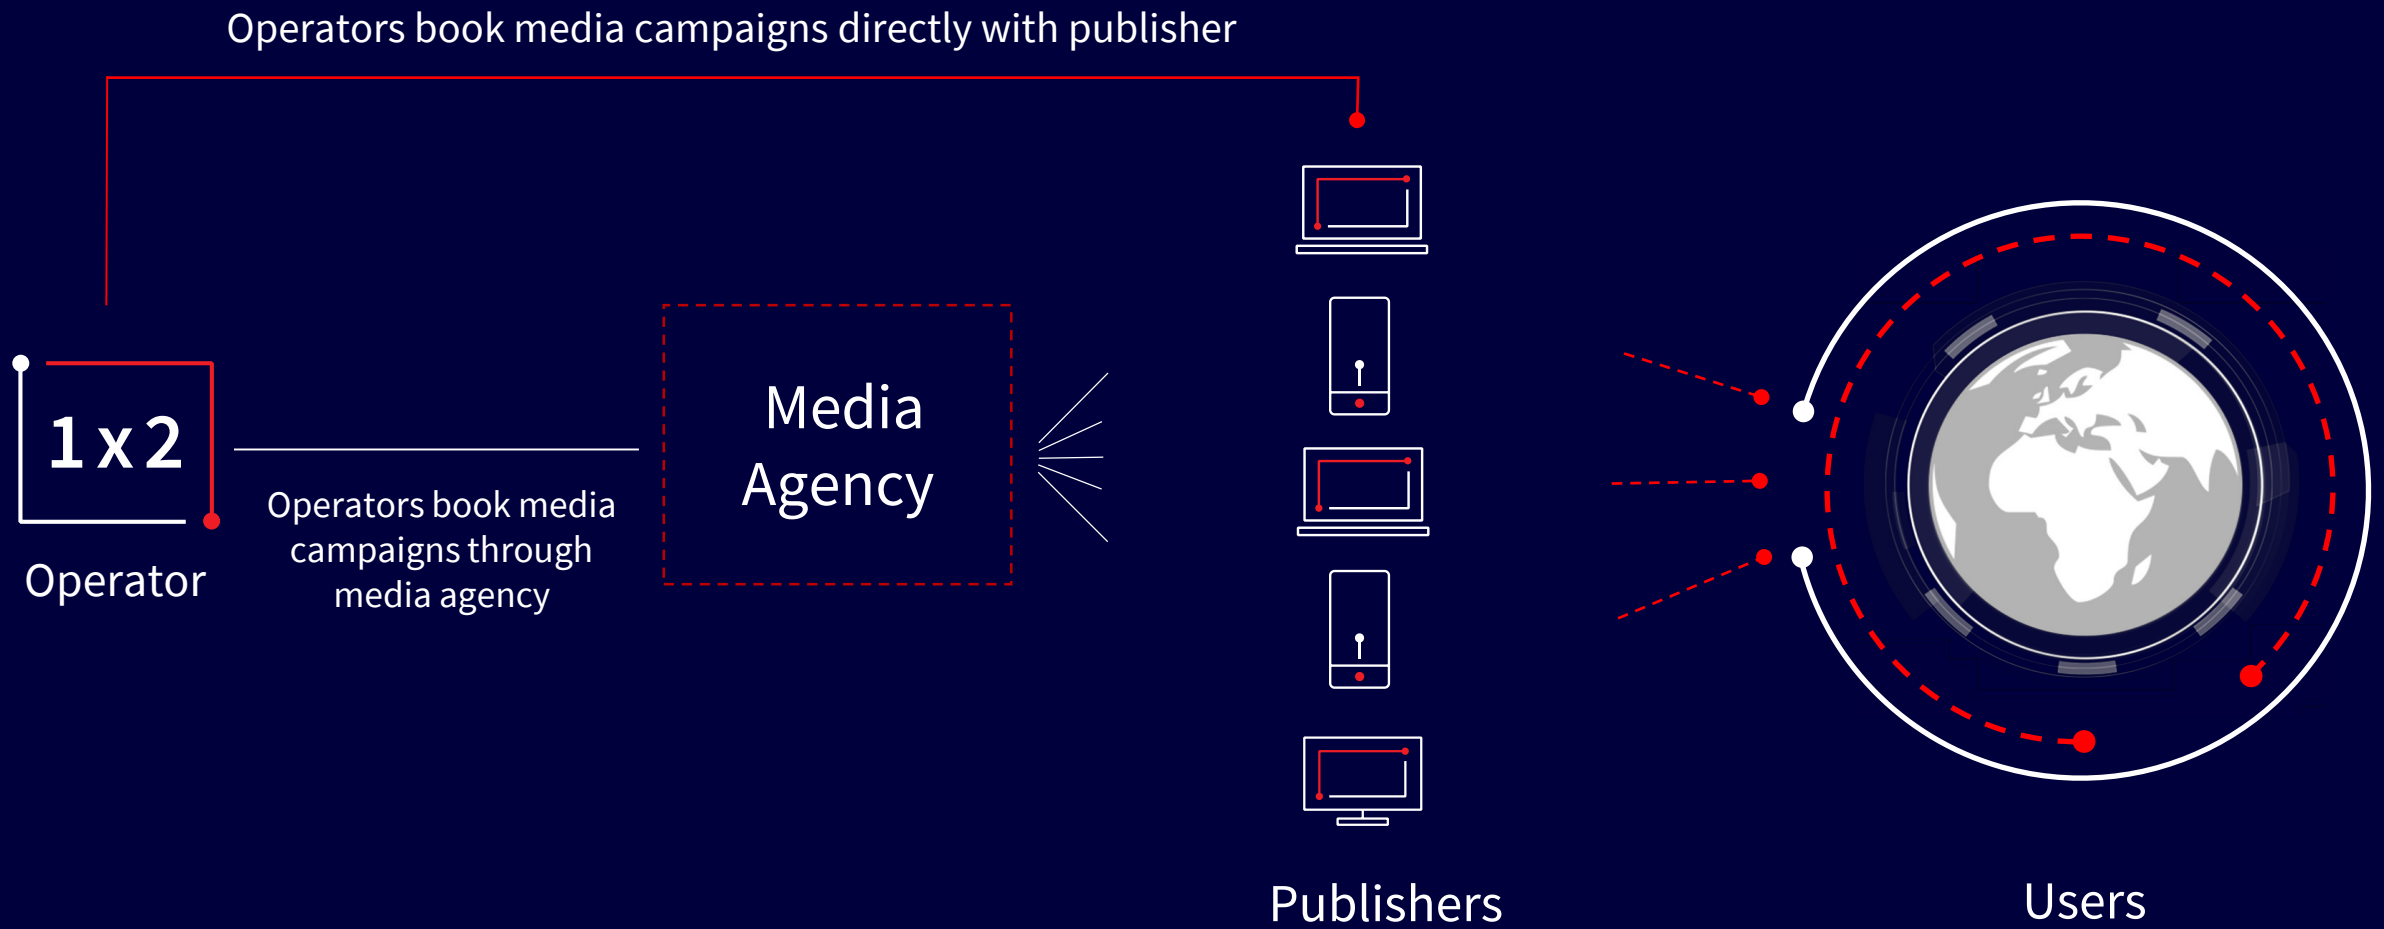 Operators book media campaigns directly with publisher
1x2
Operator
Operators book media
campaigns through
media agency
Media
Agency
Publishers
Users